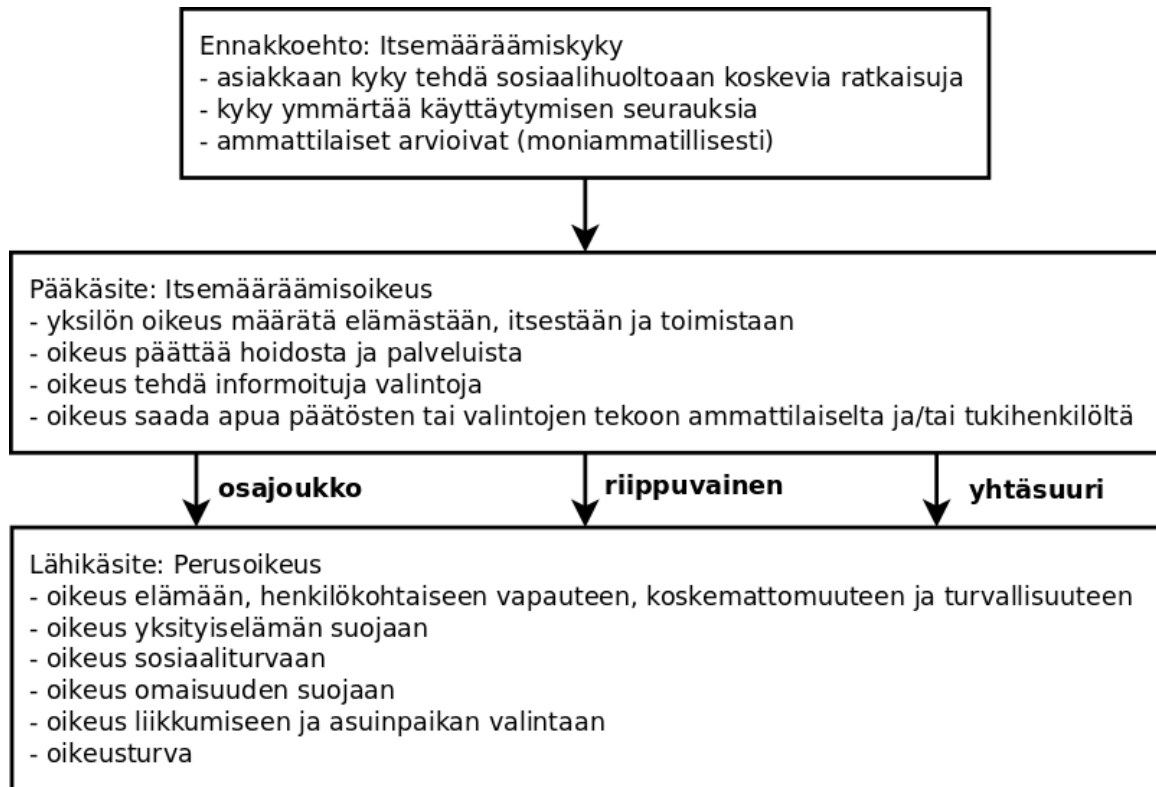 Ennakkoehto: Itsemääräämiskyky
- asiakkaan kyky tehdä sosiaalihuoltoaan koskevia ratkaisuja
- kyky ymmärtää käyttäytymisen seurauksia
- ammattilaiset arvioivat (moniammatillisesti)
Pääkäsite: Itsemääräämisoikeus
- yksilön oikeus määrätä elämästään, itsestään ja toimistaan
- oikeus päättää hoidosta ja palveluista
- oikeus tehdä informoituja valintoja
- oikeus saada apua päätösten tai valintojen tekoon ammattilaiselta ja/tai tukihenkilöltä
osajoukko riippuvainen yhtäsuuri
Lähikäsite: Perusoikeus
- oikeus elämään, henkilökohtaiseen vapauteen, koskemattomuuteen ja turvallisuuteen
- oikeus yksityiselämän suojaan
- oikeus sosiaaliturvaan
- oikeus omaisuuden suojaan
- oikeus liikkumiseen ja asuinpaikan valintaan
- oikeusturva